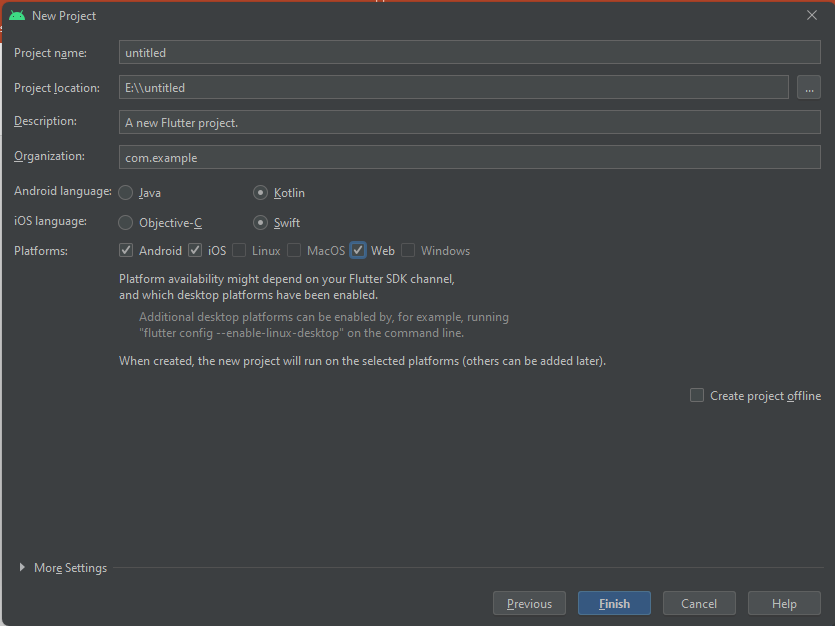 New Project
Project name: untitled
Project location: E:\\untitled ...
Description: A new Flutter project.
Organization: com.example
Android language: Java Kotlin
iOS language: Objective-C Swift
Platforms: Android iOS Linux MacOS Web Windows
Platform availability might depend on your Flutter SDK channel,
and which desktop platforms have been enabled.
Additional desktop platforms can be enabled by, for example, running
"flutter config --enable-linux-desktop" on the command line.
When created, the new project will run on the selected platforms (others can be added later).
Create project offline
More Settings
Previous Finish Cancel Help